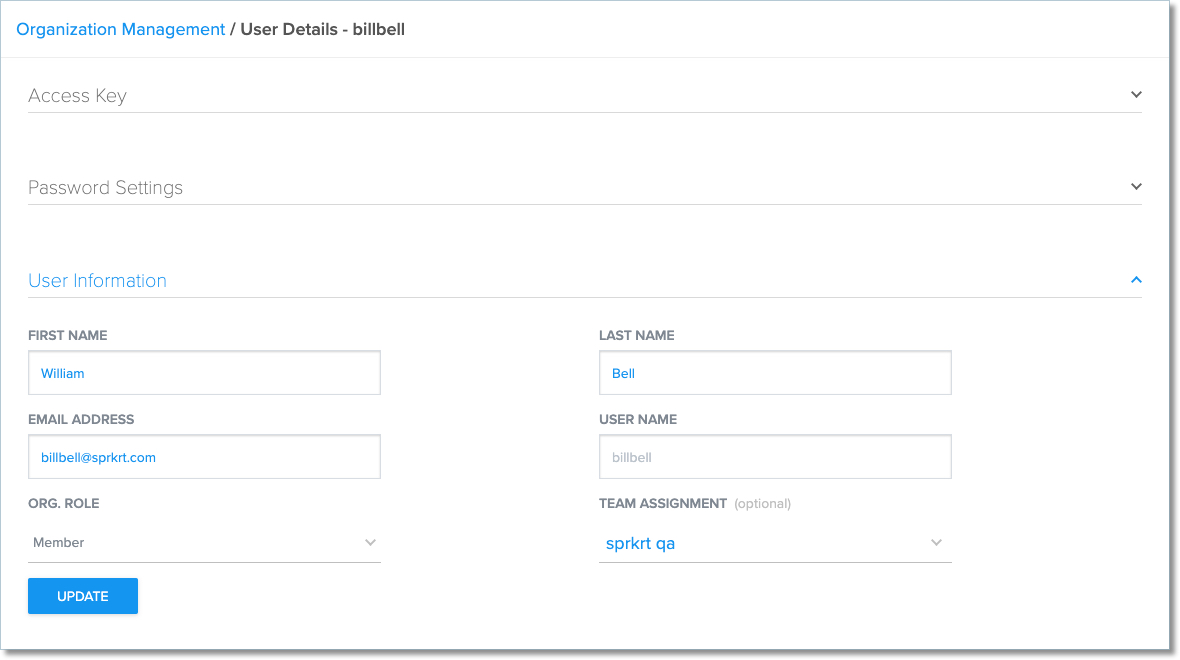 Organization Management / User Details - billbell
Access Key
Password Settings
User Information
FIRST NAME
LAST NAME
William
Bell
EMAIL ADDRESS
USER NAME
billbell@sprkrt.com
billbell
ORG. ROLE
TEAM ASSIGNMENT (optional)
Member
sprkrt qa
UPDATE